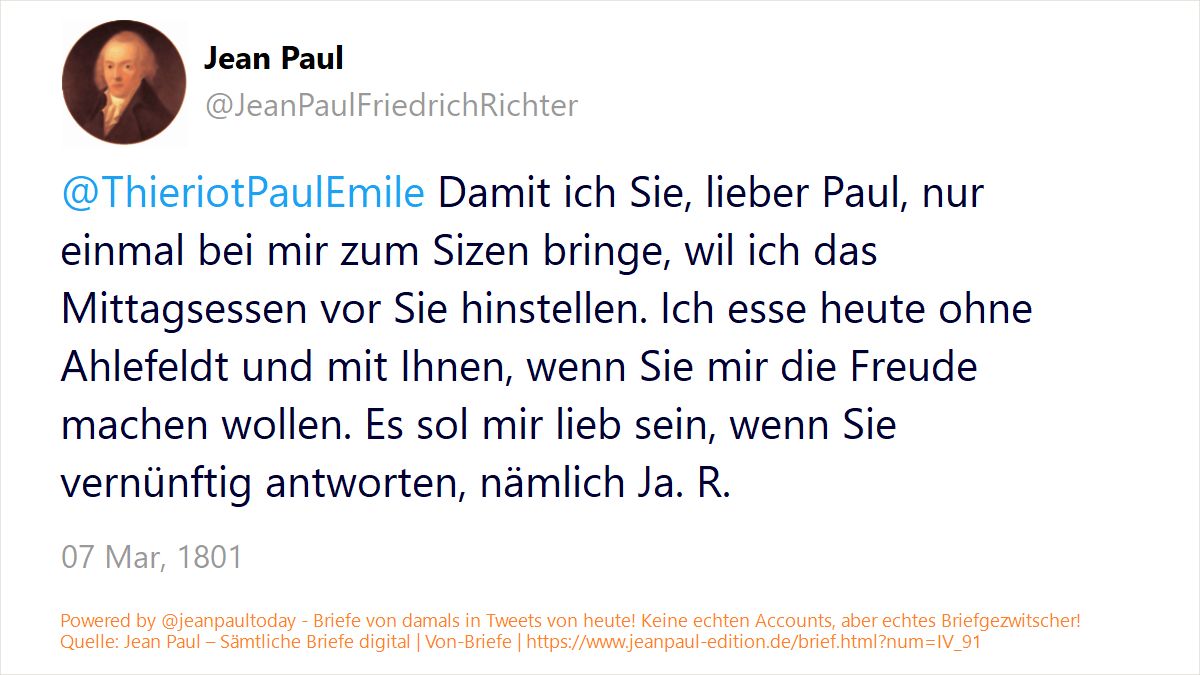 Jean Paul
@JeanPaulFriedrichRichter
@ThieriotPaulEmile Damit ich Sie, lieber Paul, nur
einmal bei mir zum Sizen bringe, wil ich das
Mittagsessen vor Sie hinstellen. Ich esse heute ohne
Ahlefeldt und mit Ihnen, wenn Sie mir die Freude
machen wollen. Es sol mir lieb sein, wenn Sie
vernünftig antworten, nämlich Ja. R.
07 Mar, 1801
Powered by @jeanpaultoday - Briefe von damals in Tweets von heute! Keine echten Accounts, aber echtes Briefgezwitscher!
Quelle: Jean Paul – Sämtliche Briefe digital | Von-Briefe | https://www.jeanpaul-edition.de/brief.html?num=IV_91